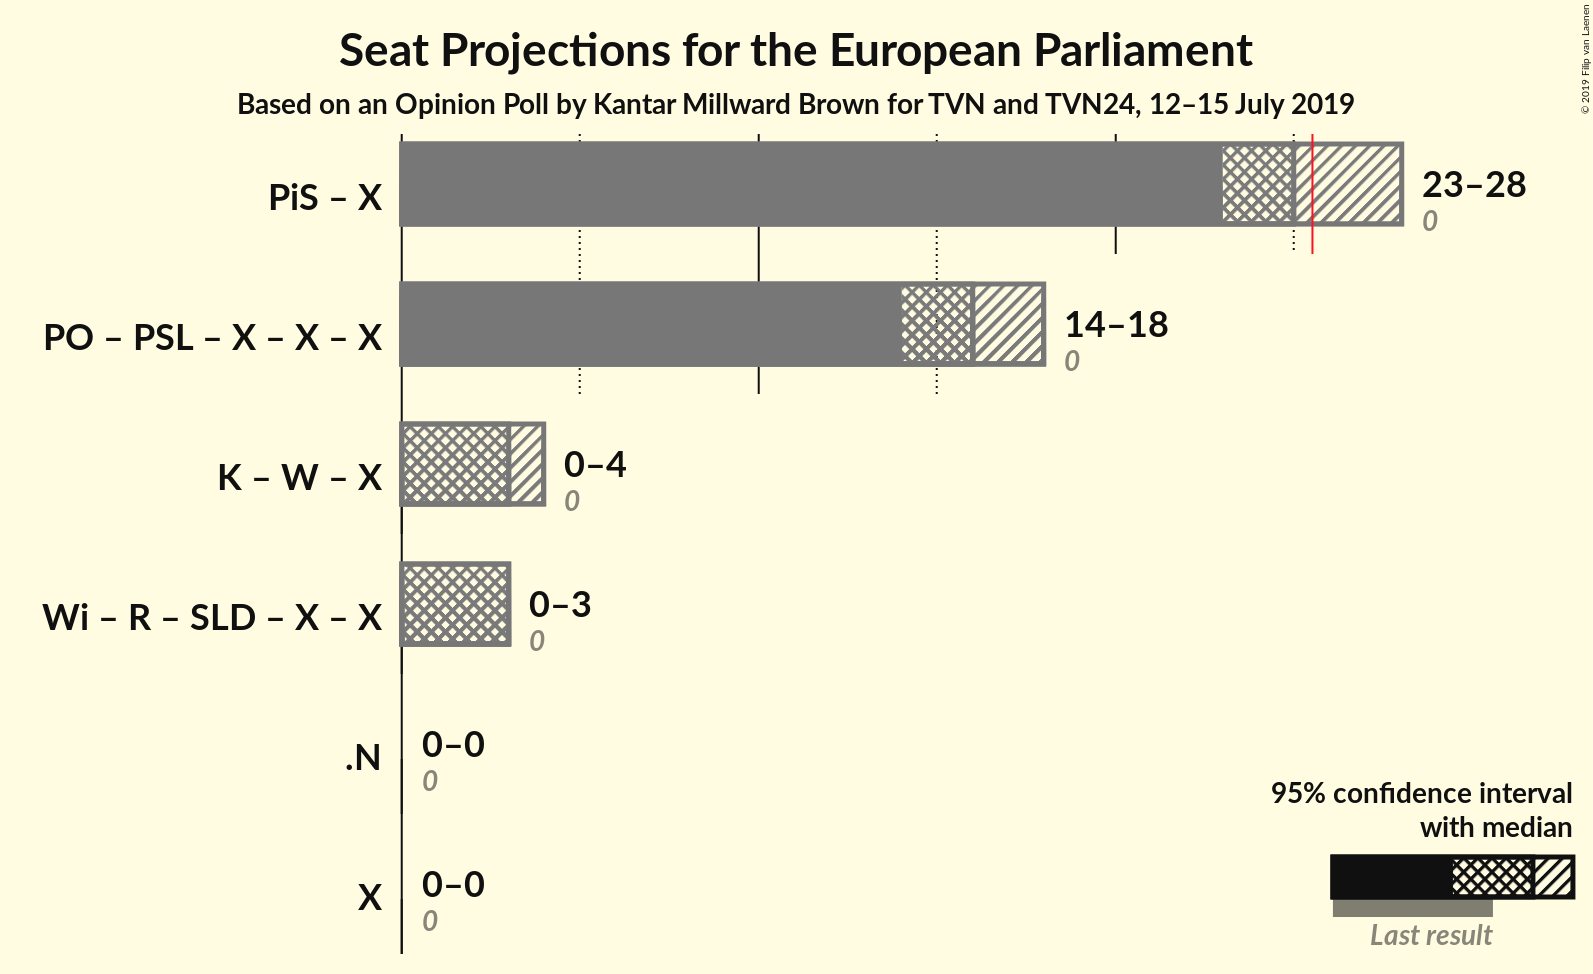 Seat Projections for the European Parliament
Based on an Opinion Poll by Kantar Millward Brown for TVN and TVN24, 12–15 July 2019
© 2019 Filip van Laenen
PiS – X
23–28
0
PO – PSL – X – X – X
14–18
0
K – W – X
0–4
0
Wi – R – SLD – X – X
0–3
0
.N
0–0
0
X
0–0
0
95% confidence interval
with median
Last result